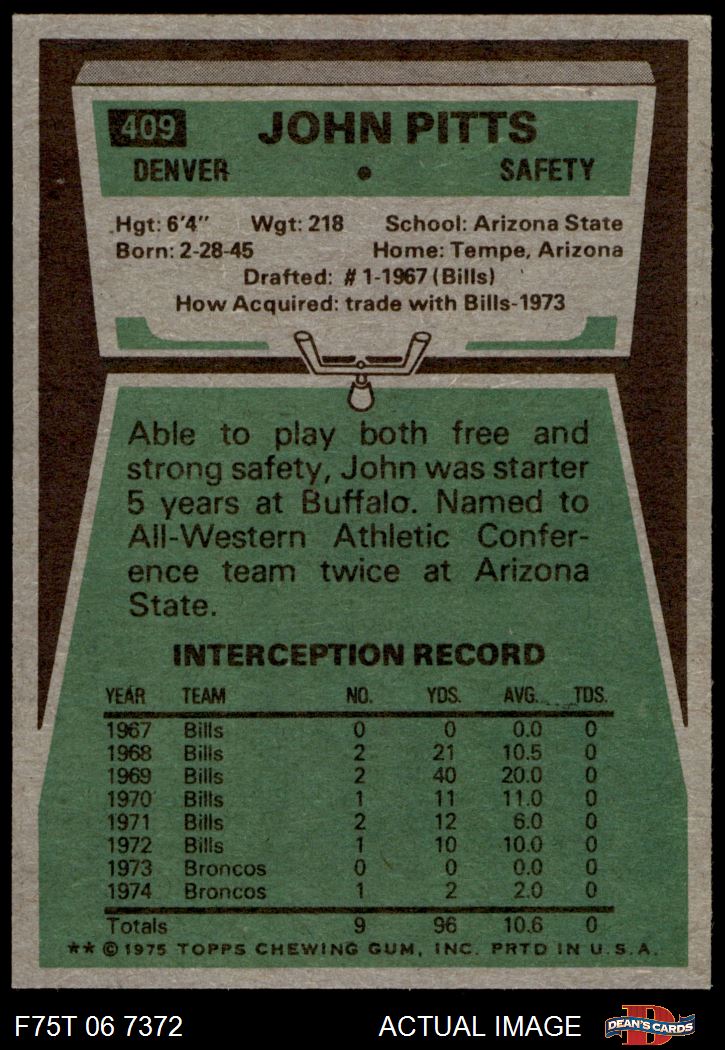 409 JOHN PITTS
DENVER • SAFETY
Hgt: 6'4" Wgt: 218 School: Arizona State
Born: 2-28-45 Home: Tempe, Arizona
Drafted: #1-1967 (Bills)
How Acquired: trade with Bills-1973
Able to play both free and
strong safety, John was starter
5 years at Buffalo. Named to
All-Western Athletic Confer-
ence team twice at Arizona
State.
INTERCEPTION RECORD
YEAR TEAM NO. YDS. AVG. TDS.
1967 Bills 0 0 0.0 0
1968 Bills 2 21 10.5 0
1969 Bills 2 40 20.0 0
1970 Bills 1 11 11.0 0
1971 Bills 2 12 6.0 0
1972 Bills 1 10 10.0 0
1973 Broncos 0 0 0.0 0
1974 Broncos 1 2 2.0 0
Totals 9 96 10.6 0
** © 1975 TOPPS CHEWING GUM, INC. PRTD IN U.S.A.
F75T 06 7372 ACTUAL IMAGE DEAN'S CARDS